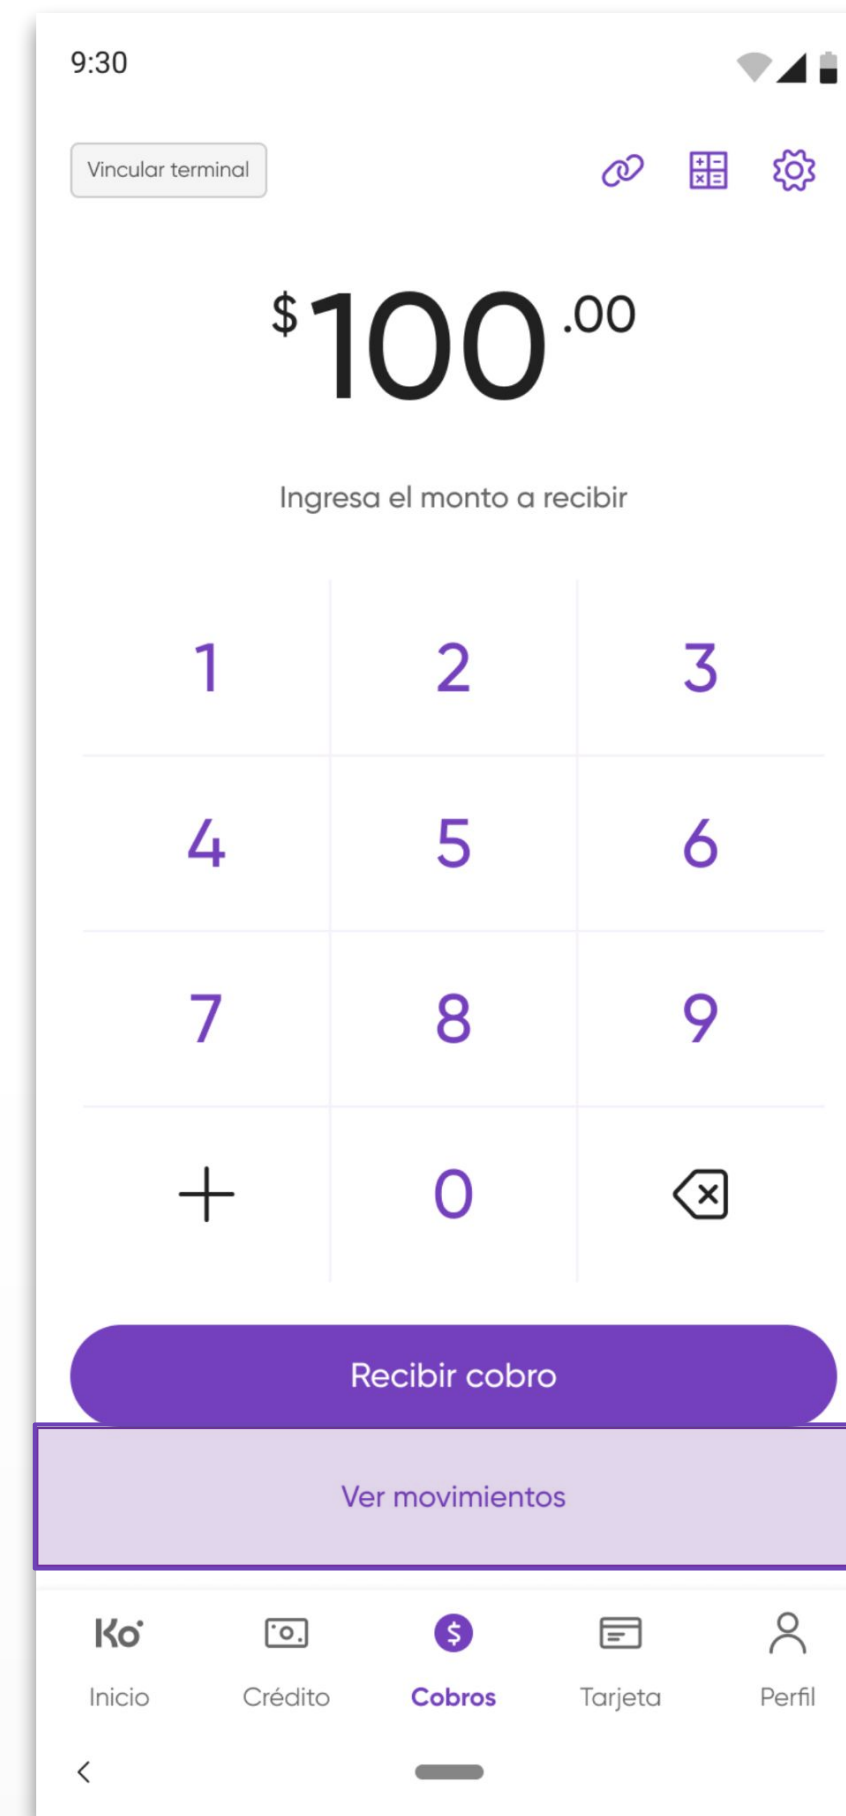 9:30
Vincular terminal
$100.00
Ingresa el monto a recibir
1 2 3
4 5 6
7 8 9
+ 0
Recibir cobro
Ver movimientos
Ko
Inicio Crédito Cobros Tarjeta Perfil